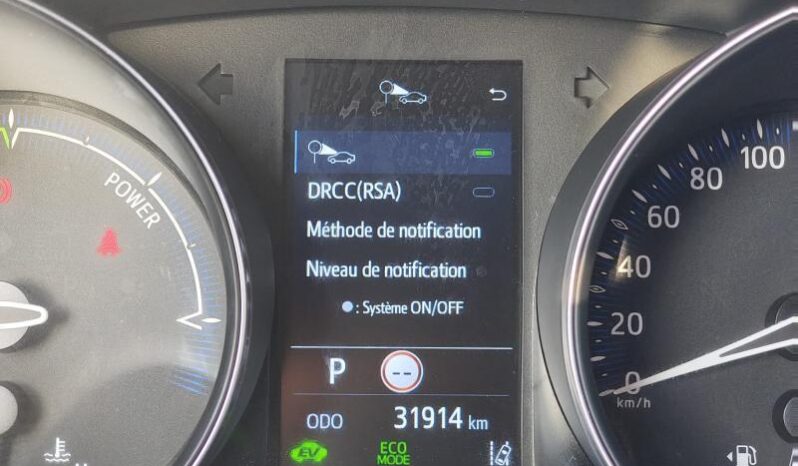 DRCC(RSA)
Méthode de notification
Niveau de notification
: Système ON/OFF
P
--
ODO 31914 km
EV
ECO
MODE
POWER
100
80
60
40
20
0
km/h